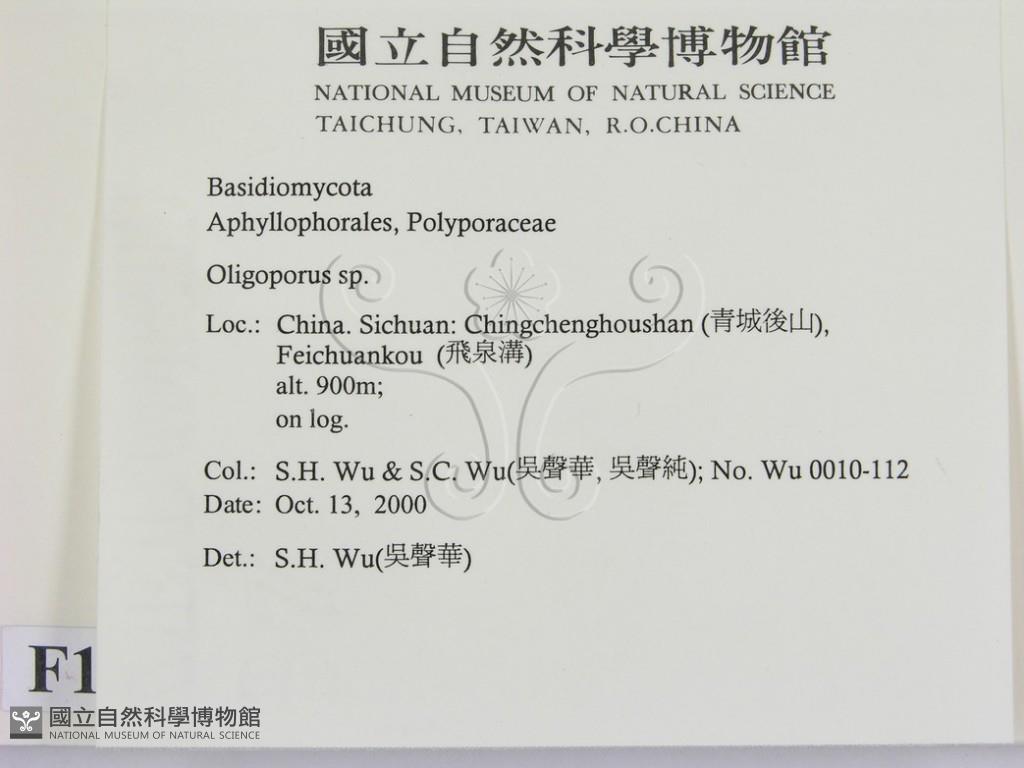 國立自然科學博物館
NATIONAL MUSEUM OF NATURAL SCIENCE
TAICHUNG, TAIWAN, R.O.CHINA
Basidiomycota
Aphyllophorales, Polyporaceae
Oligoporus sp.
Loc.: China. Sichuan: Chingchenghoushan (青城後山),
Feichuankou (飛泉溝)
alt. 900m;
on log.
Col.: S.H. Wu & S.C. Wu(吳聲華, 吳聲純); No. Wu 0010-112
Date: Oct. 13, 2000
Det.: S.H. Wu(吳聲華)
F1
國立自然科學博物館
NATIONAL MUSEUM OF NATURAL SCIENCE